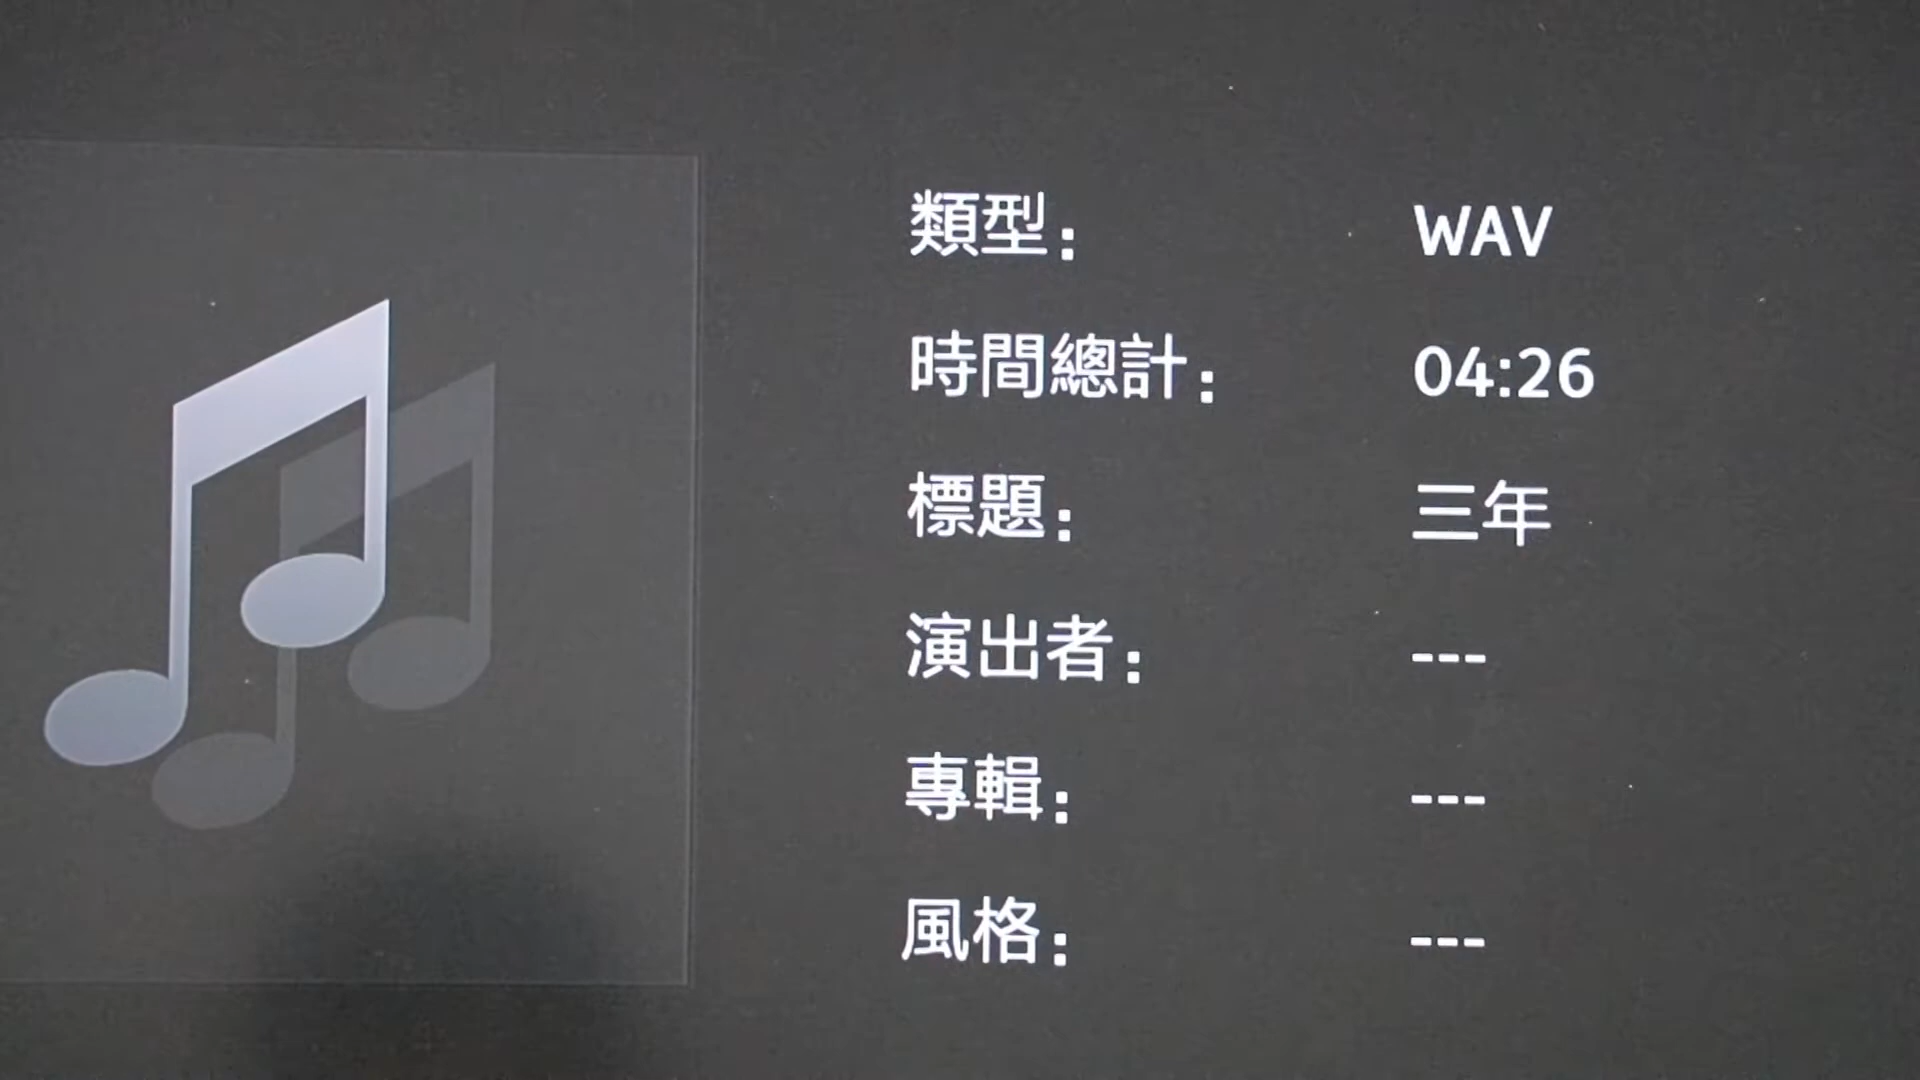 類型： WAV
時間總計： 04:26
標題： 三年
演出者： ---
專輯： ---
風格： ---